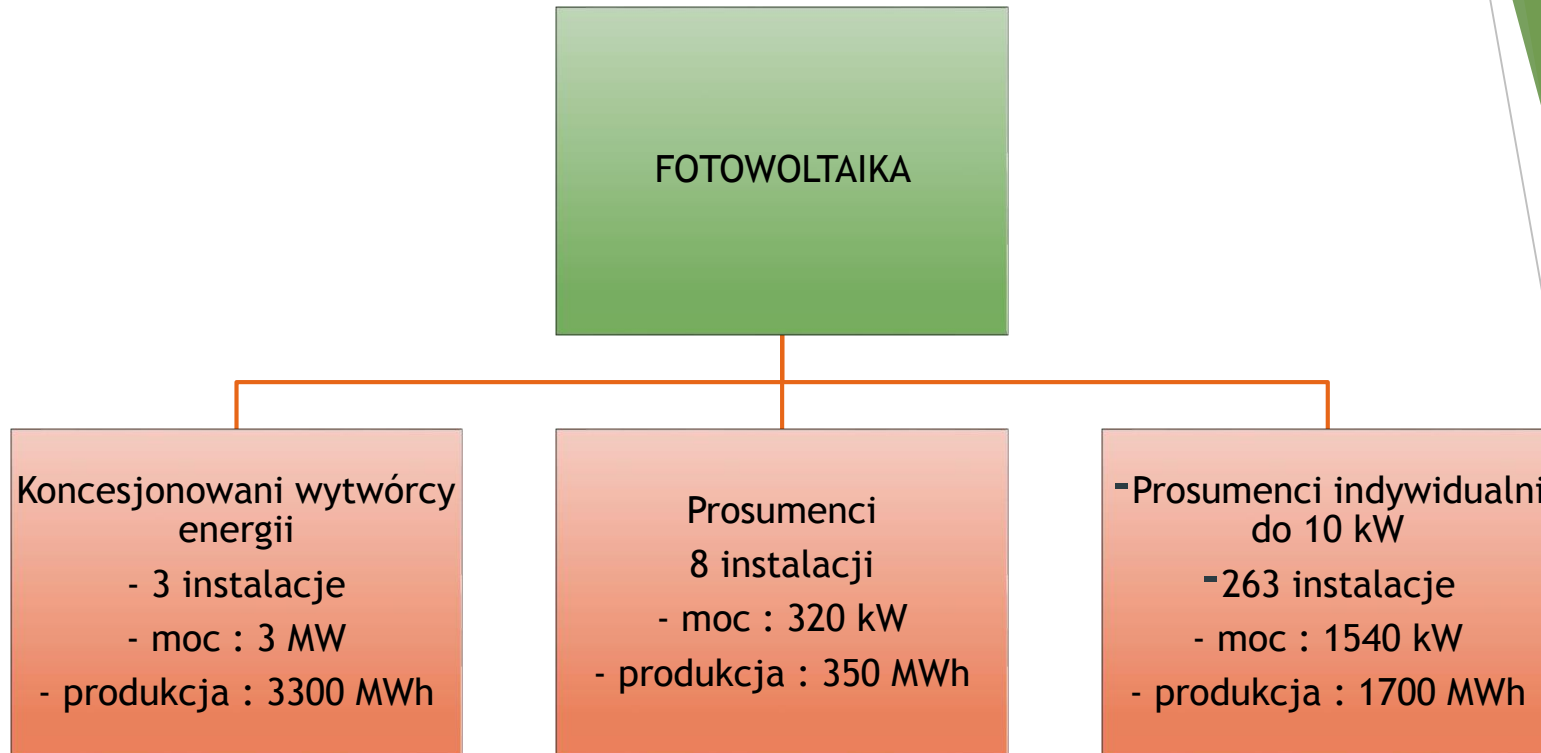 FOTOWOLTAIKA
Koncesjonowani wytwórcy
energii
- 3 instalacje
- moc : 3 MW
- produkcja : 3300 MWh
Prosumenci
8 instalacji
- moc : 320 kW
- produkcja : 350 MWh
-Prosumenci indywidualni
do 10 kW
-263 instalacje
- moc : 1540 kW
- produkcja : 1700 MWh